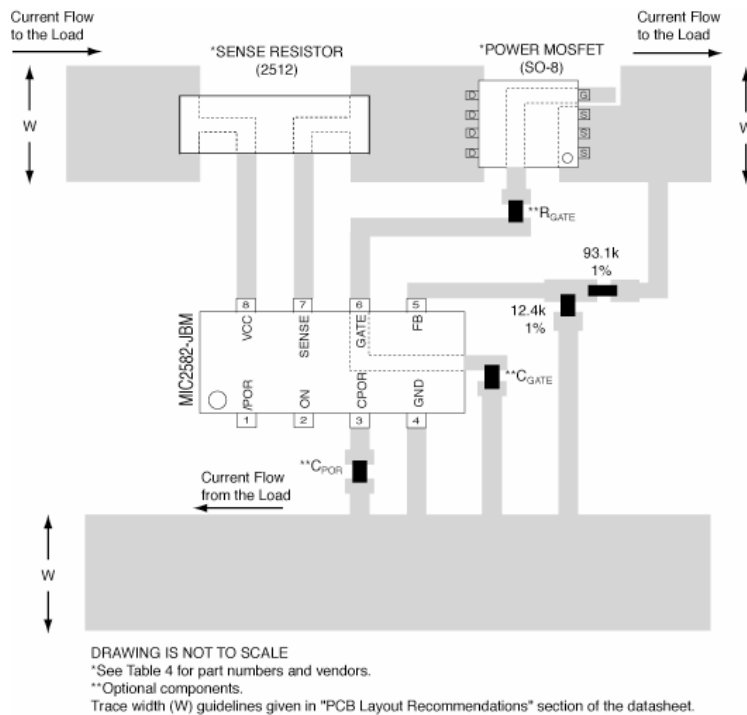 Current Flow
to the Load
Current Flow
to the Load
*SENSE RESISTOR
(2512)
*POWER MOSFET
(SO-8)
W
W
D
D
D
D
G
S
S
S
**RGATE
93.1k
1%
12.4k
1%
8
7
6
5
VCC
SENSE
GATE
FB
MIC2582-JBM
/POR
ON
CPOR
GND
1
2
3
4
**CGATE
**CPOR
Current Flow
from the Load
W
DRAWING IS NOT TO SCALE
*See Table 4 for part numbers and vendors.
**Optional components.
Trace width (W) guidelines given in "PCB Layout Recommendations" section of the datasheet.